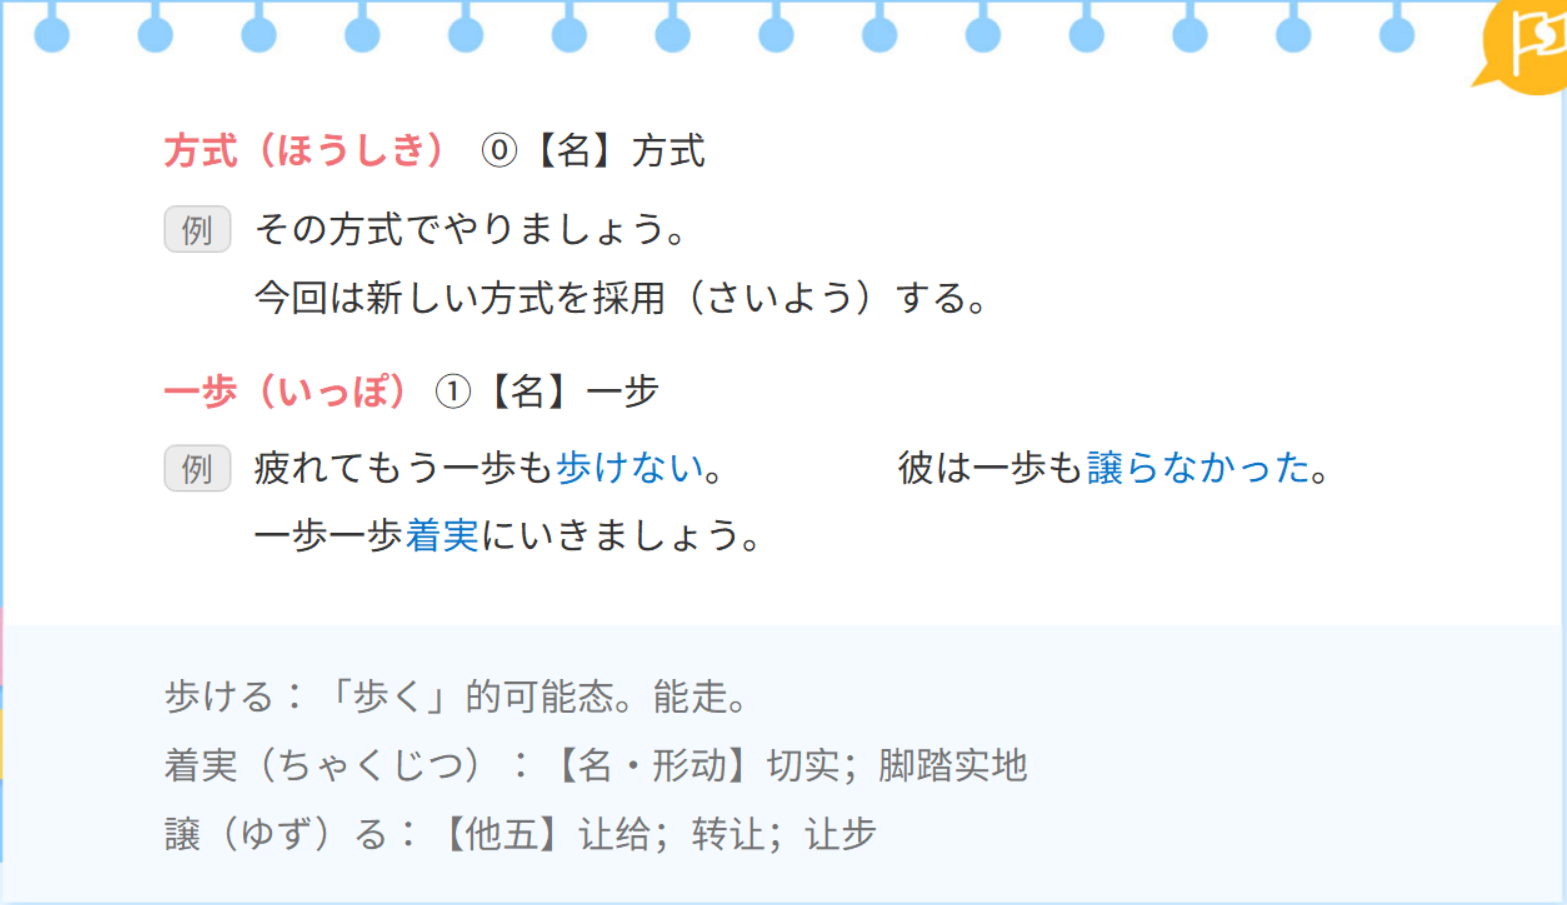 方式（ほうしき） ⓪【名】方式
例 その方式でやりましょう。
今回は新しい方式を採用（さいよう）する。
一歩（いっぽ） ①【名】一步
例 疲れてもう一歩も歩けない。 彼は一歩も譲らなかった。
一歩一歩着実にいきましょう。
歩ける：「歩く」的可能态。能走。
着実（ちゃくじつ）：【名・形动】切实；脚踏实地
譲（ゆず）る：【他五】让给；转让；让步